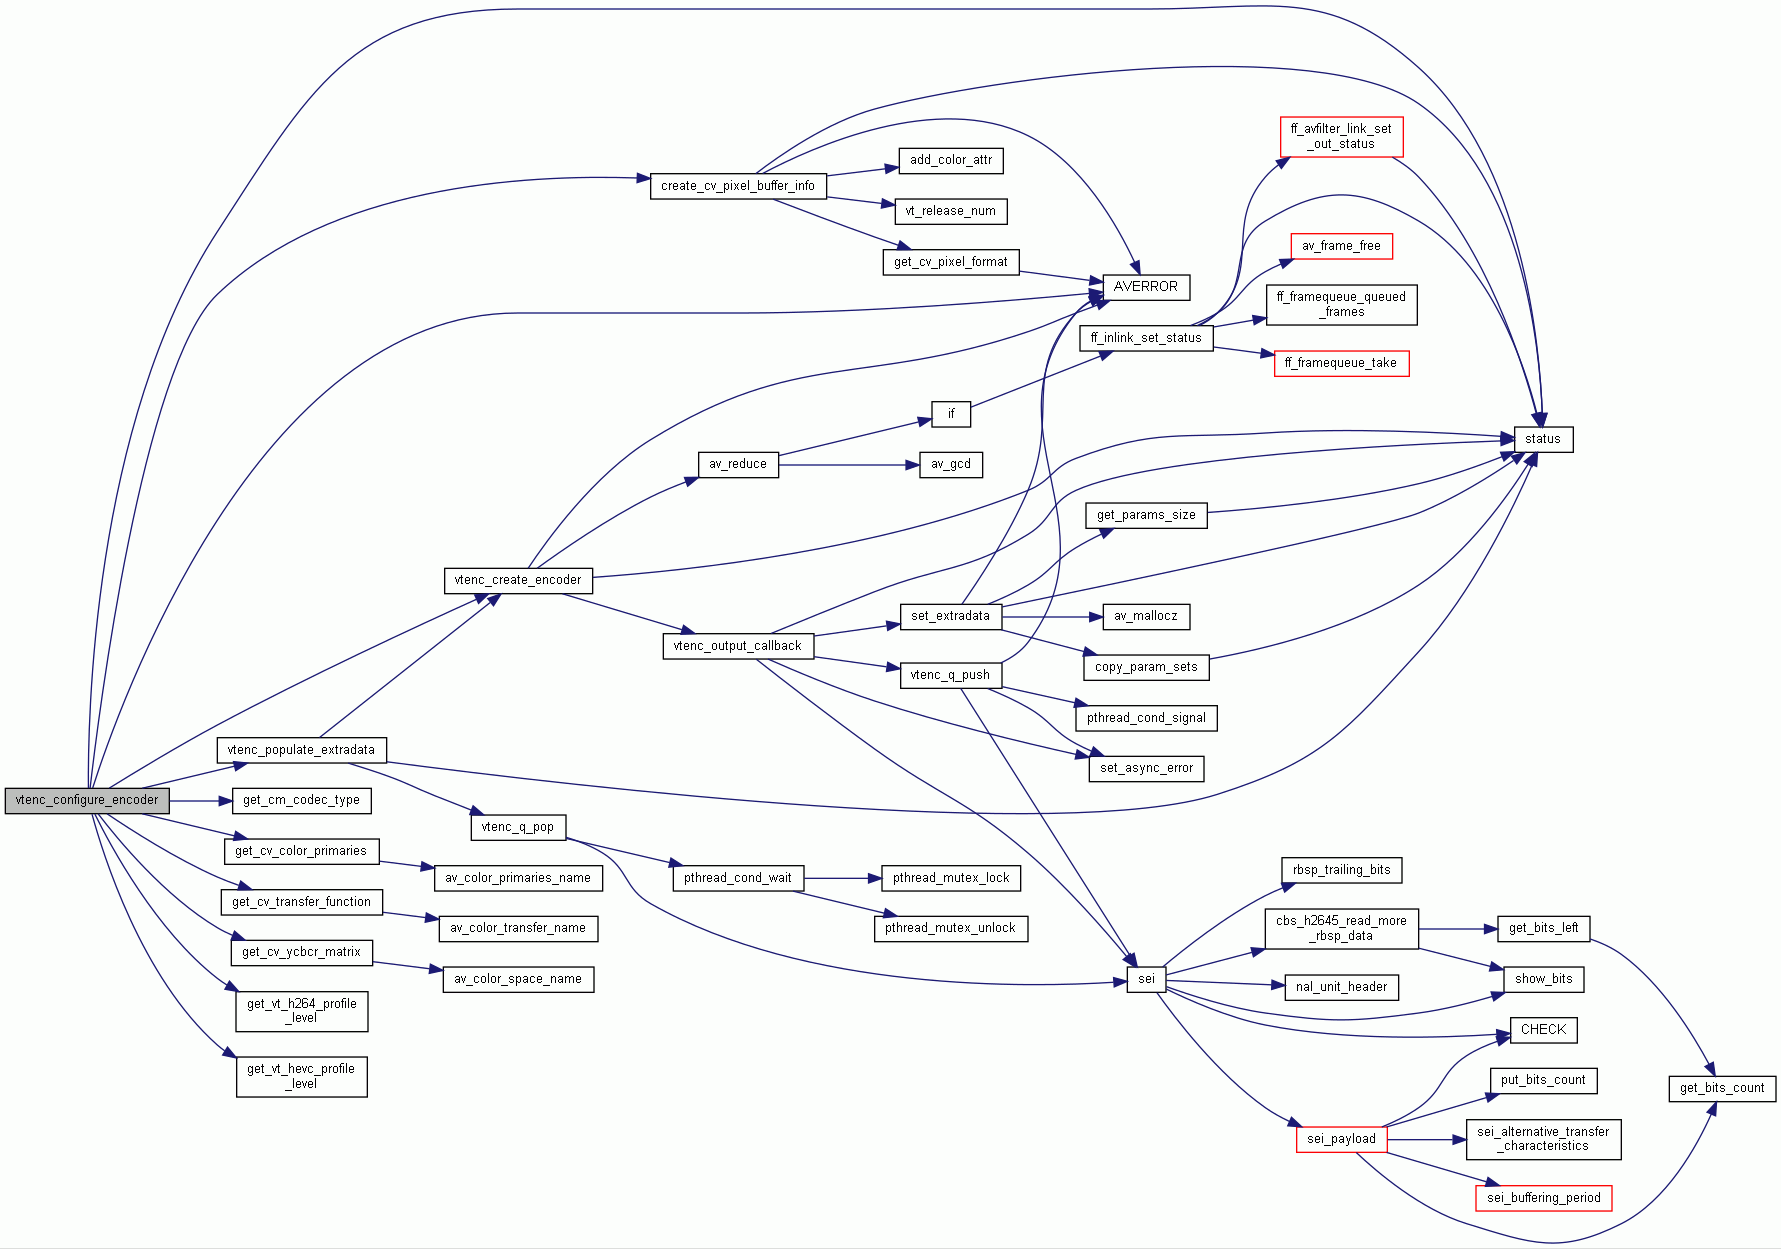 ff_avfilter_link_set
_out_status
add_color_attr
create_cv_pixel_buffer_info
vt_release_num
av_frame_free
get_cv_pixel_format
AVERROR
ff_framequeue_queued
_frames
ff_inlink_set_status
ff_framequeue_take
if
status
av_reduce
av_gcd
get_params_size
vtenc_create_encoder
set_extradata
av_mallocz
vtenc_output_callback
copy_param_sets
vtenc_q_push
pthread_cond_signal
vtenc_populate_extradata
set_async_error
vtenc_configure_encoder
get_cm_codec_type
vtenc_q_pop
get_cv_color_primaries
rbsp_trailing_bits
av_color_primaries_name
pthread_cond_wait
pthread_mutex_lock
get_cv_transfer_function
cbs_h2645_read_more
_rbsp_data
av_color_transfer_name
pthread_mutex_unlock
get_bits_left
get_cv_ycbcr_matrix
av_color_space_name
sei
show_bits
nal_unit_header
get_vt_h264_profile
_level
CHECK
get_vt_hevc_profile
_level
put_bits_count
get_bits_count
sei_payload
sei_alternative_transfer
_characteristics
sei_buffering_period